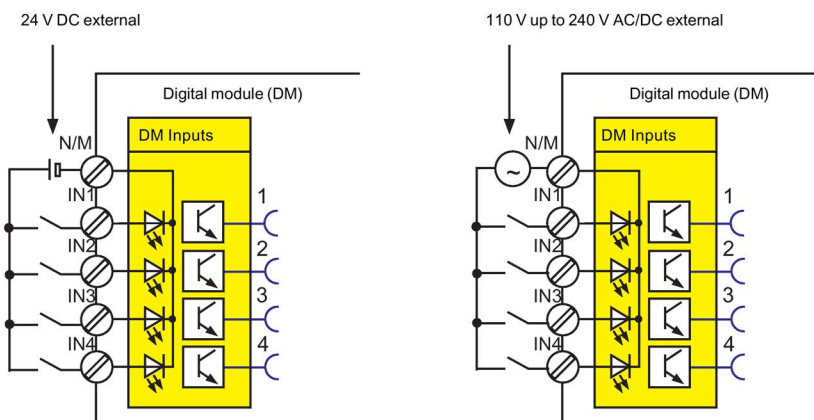 24 V DC external
Digital module (DM)
N/M
DM Inputs
IN1
1
IN2
2
IN3
3
IN4
4
110 V up to 240 V AC/DC external
Digital module (DM)
N/M
DM Inputs
~
IN1
1
IN2
2
IN3
3
IN4
4